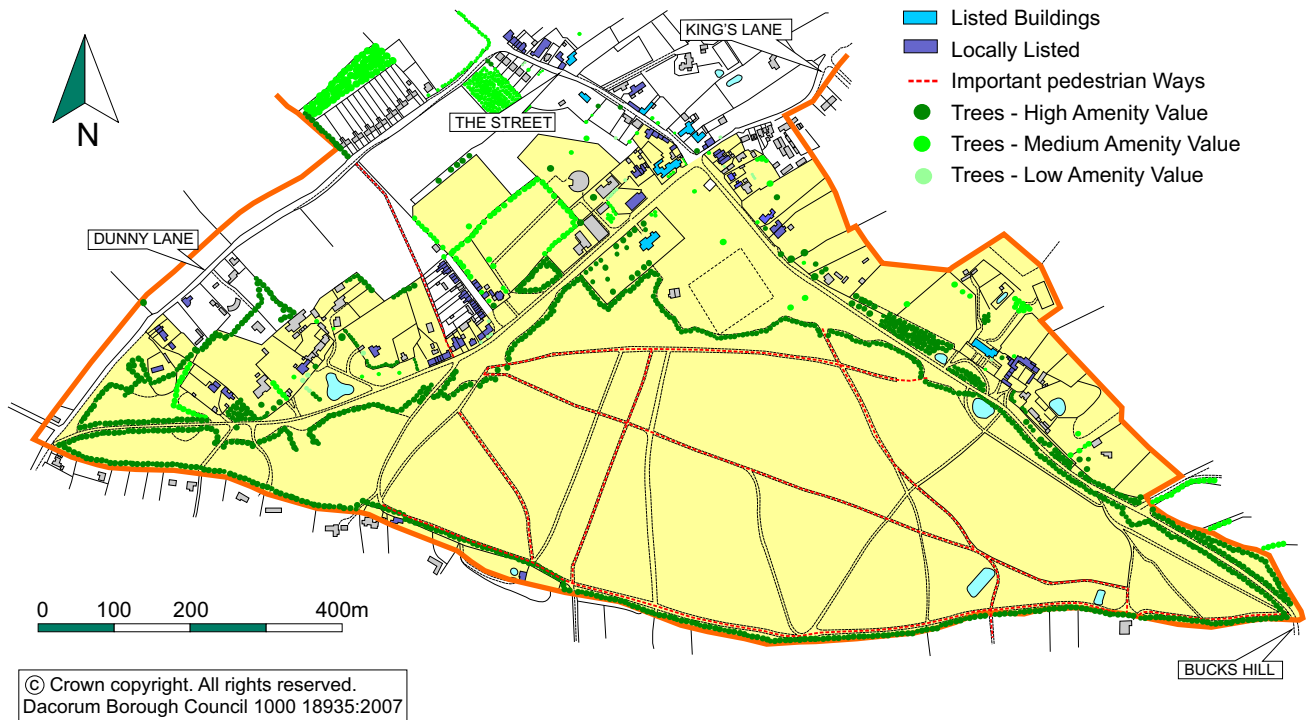 KING'S LANE
Listed Buildings
Locally Listed
Important pedestrian Ways
Trees - High Amenity Value
Trees - Medium Amenity Value
Trees - Low Amenity Value
N
THE STREET
DUNNY LANE
0 100 200 400m
BUCKS HILL
© Crown copyright. All rights reserved.
Dacorum Borough Council 1000 18935:2007